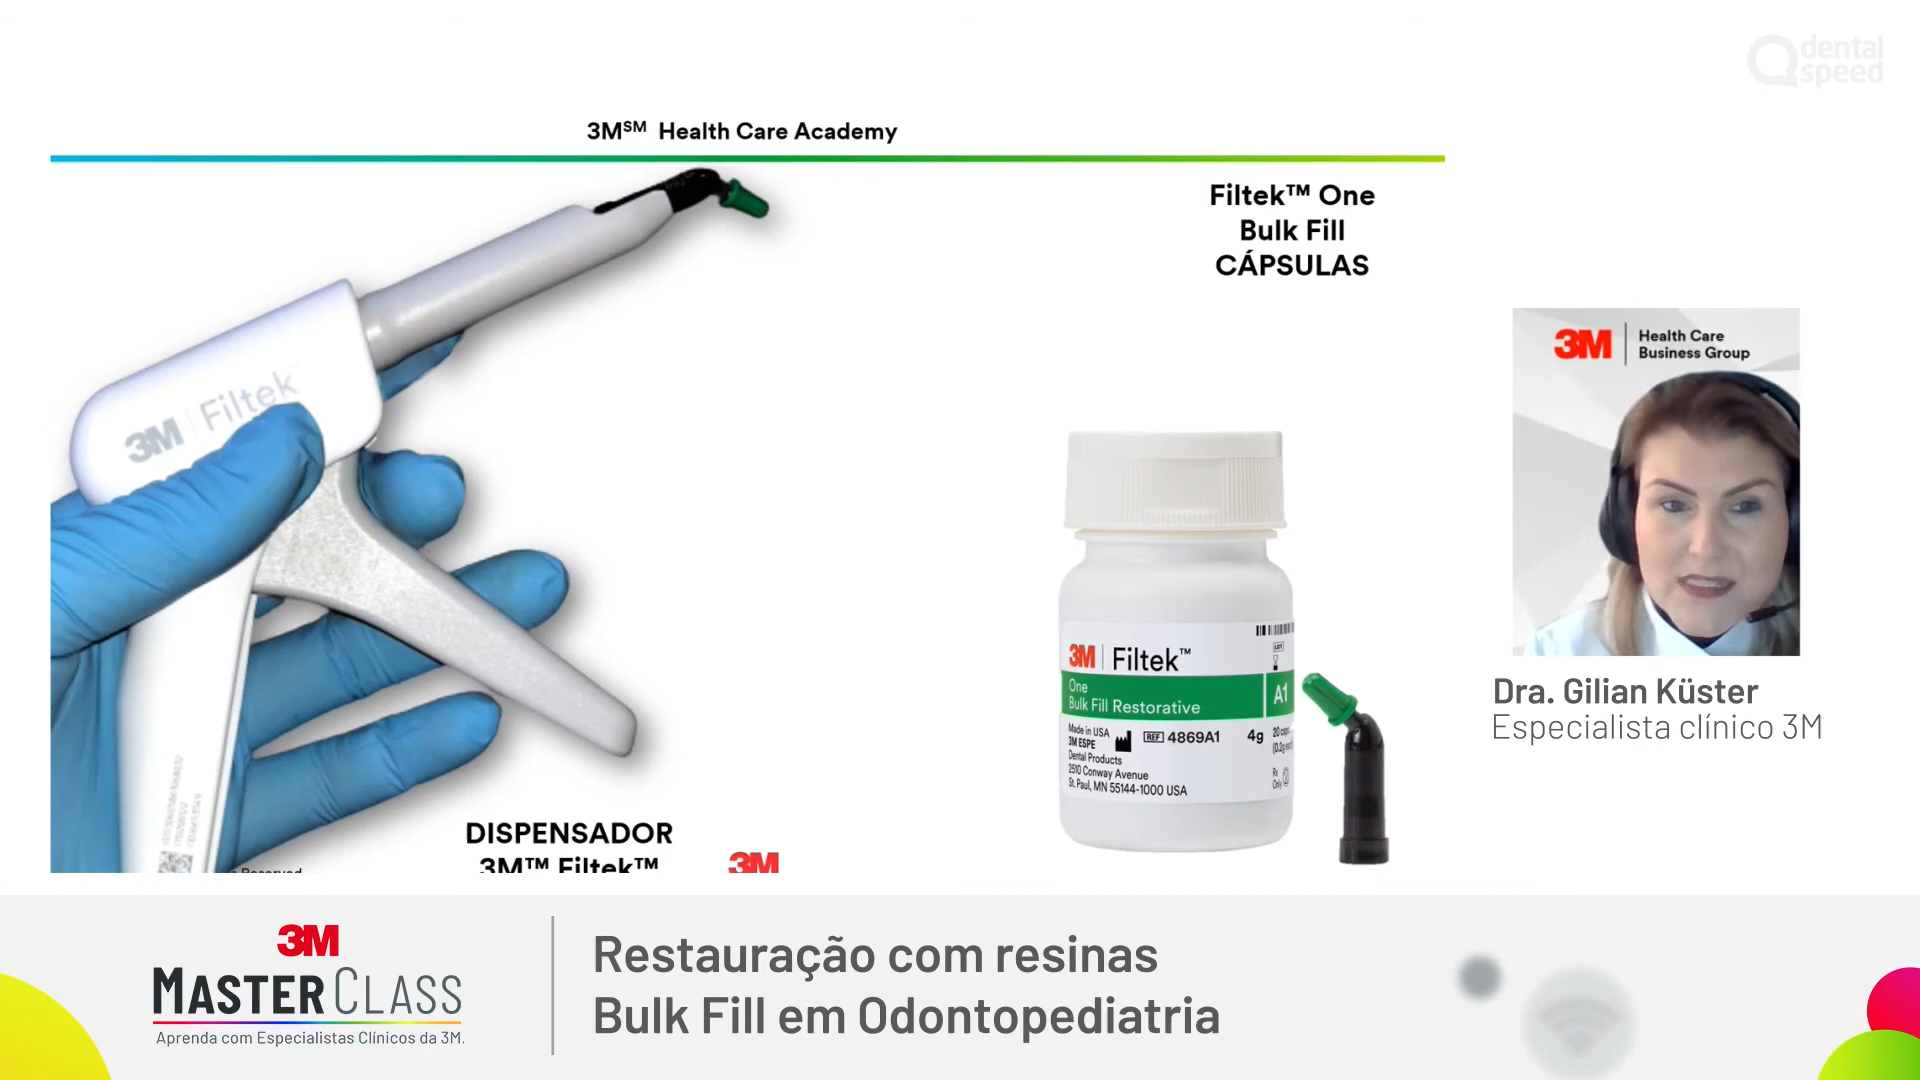 dental
speed
3M℠ Health Care Academy
Filtek™ One
Bulk Fill
CÁPSULAS
3M | Filtek
3M | Health Care
Business Group
3M | Filtek™
One
Bulk Fill Restorative
A1
Made in USA
3M ESPE
Dental Products
2510 Conway Avenue
St. Paul, MN 55144-1000 USA
REF 4869A1
4g
LOT
Rx
Only
Dra. Gilian Küster
Especialista clínico 3M
DISPENSADOR
3M™ Filtek™
3M
3M
MASTER CLASS
Aprenda com Especialistas Clínicos da 3M.
Restauração com resinas
Bulk Fill em Odontopediatria